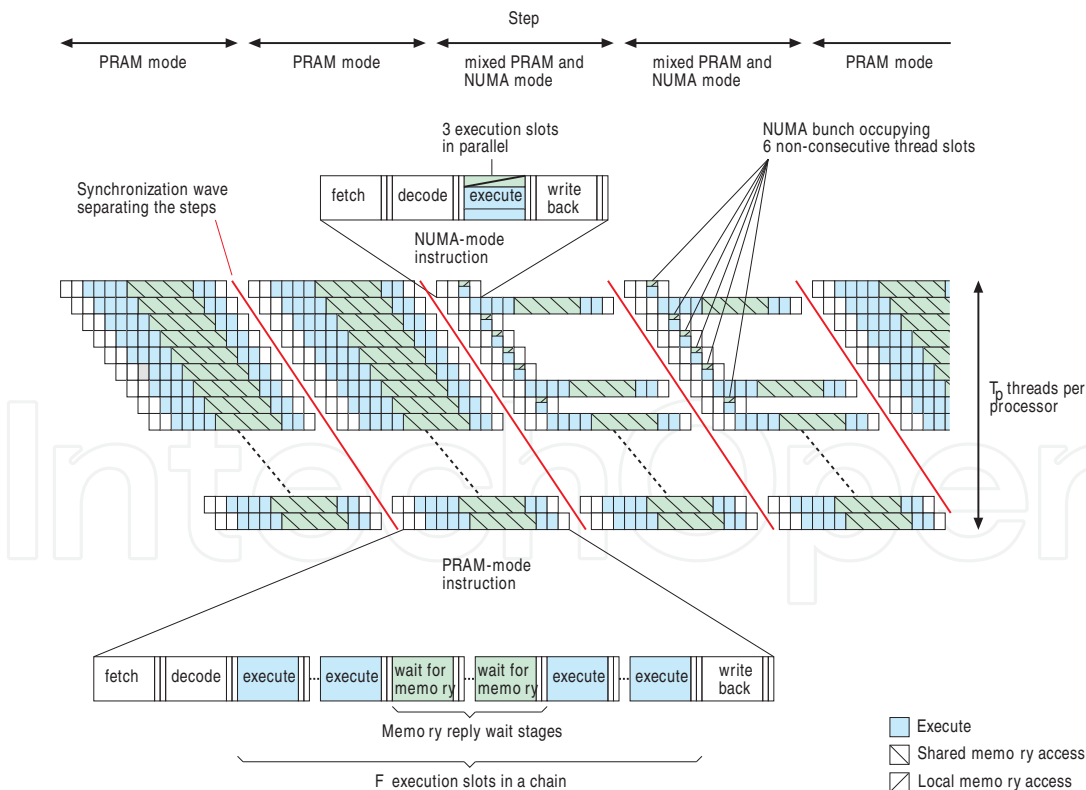 Step
PRAM mode
PRAM mode
mixed PRAM and
NUMA mode
mixed PRAM and
NUMA mode
PRAM mode
3 execution slots
in parallel
NUMA bunch occupying
6 non-consecutive thread slots
Synchronization wave
separating the steps
fetch
decode
execute
write
back
NUMA-mode
instruction
Tp threads per
processor
IntechOpen
PRAM-mode
instruction
fetch
decode
execute
execute
wait for
memo ry
wait for
memo ry
execute
execute
write
back
Memo ry reply wait stages
F execution slots in a chain
Execute
Shared memo ry access
Local memo ry access